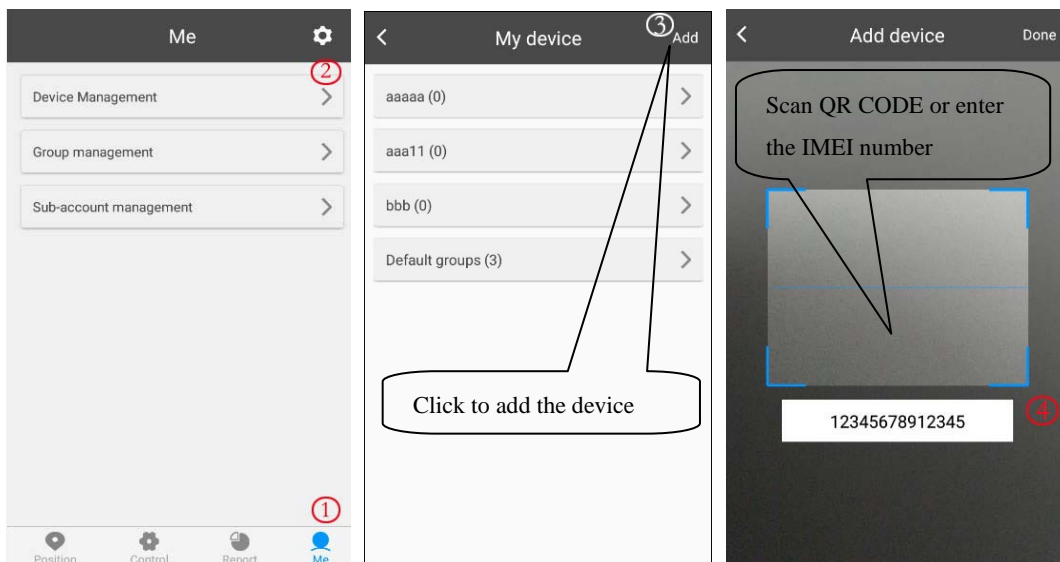 Me
②
Device Management
Group management
Sub-account management
①
Position
Control
Report
Me
My device
③
Add
aaaaa (0)
aaa11 (0)
bbb (0)
Default groups (3)
Click to add the device
Add device
Done
Scan QR CODE or enter
the IMEI number
12345678912345
④